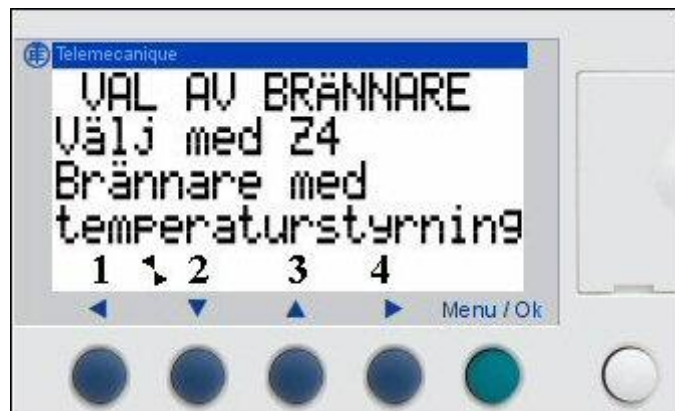 Telemecanique
VAL AV BRÄNNARE
Välj med Z4
Brännare med
temperaturstyrning
1 2 3 4
Menu / Ok